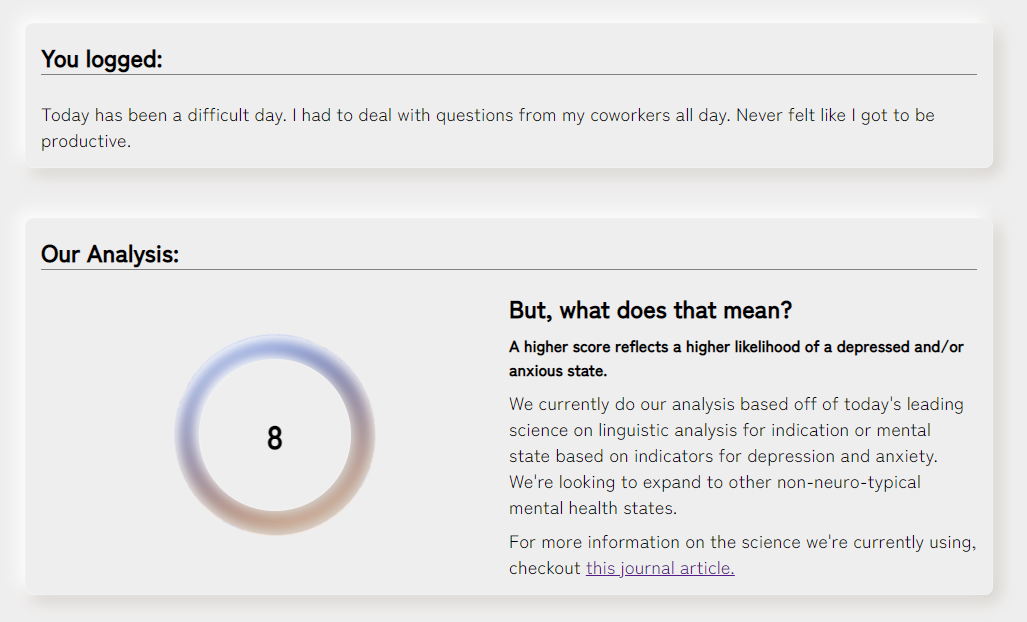 You logged:
Today has been a difficult day. I had to deal with questions from my coworkers all day. Never felt like I got to be
productive.
Our Analysis:
8
But, what does that mean?
A higher score reflects a higher likelihood of a depressed and/or
anxious state.
We currently do our analysis based off of today's leading
science on linguistic analysis for indication or mental
state based on indicators for depression and anxiety.
We're looking to expand to other non-neuro-typical
mental health states.
For more information on the science we're currently using,
checkout this journal article.